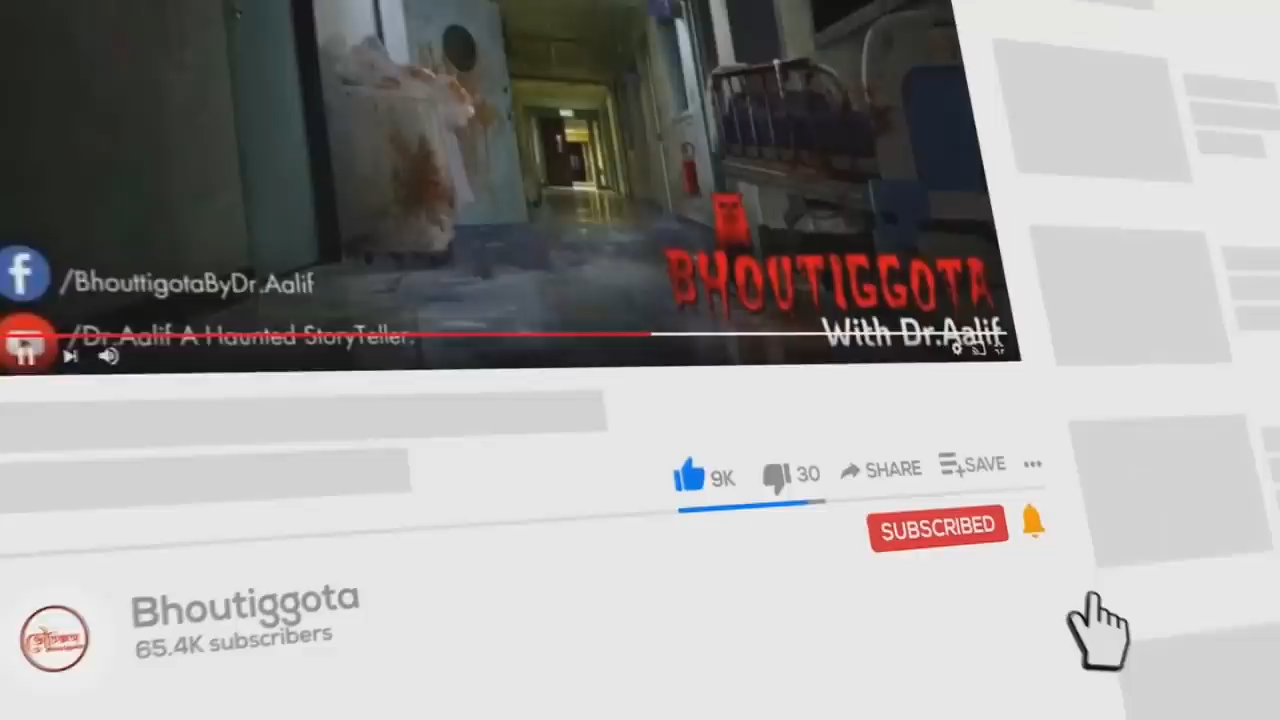 /BhouttigotaByDr.Aalif
/Dr.Aalif A Haunted StoryTeller.
BHOUTIGGOTA
With Dr.Aalif
9K
30
SHARE
SAVE
SUBSCRIBED
Bhoutiggota
65.4K subscribers